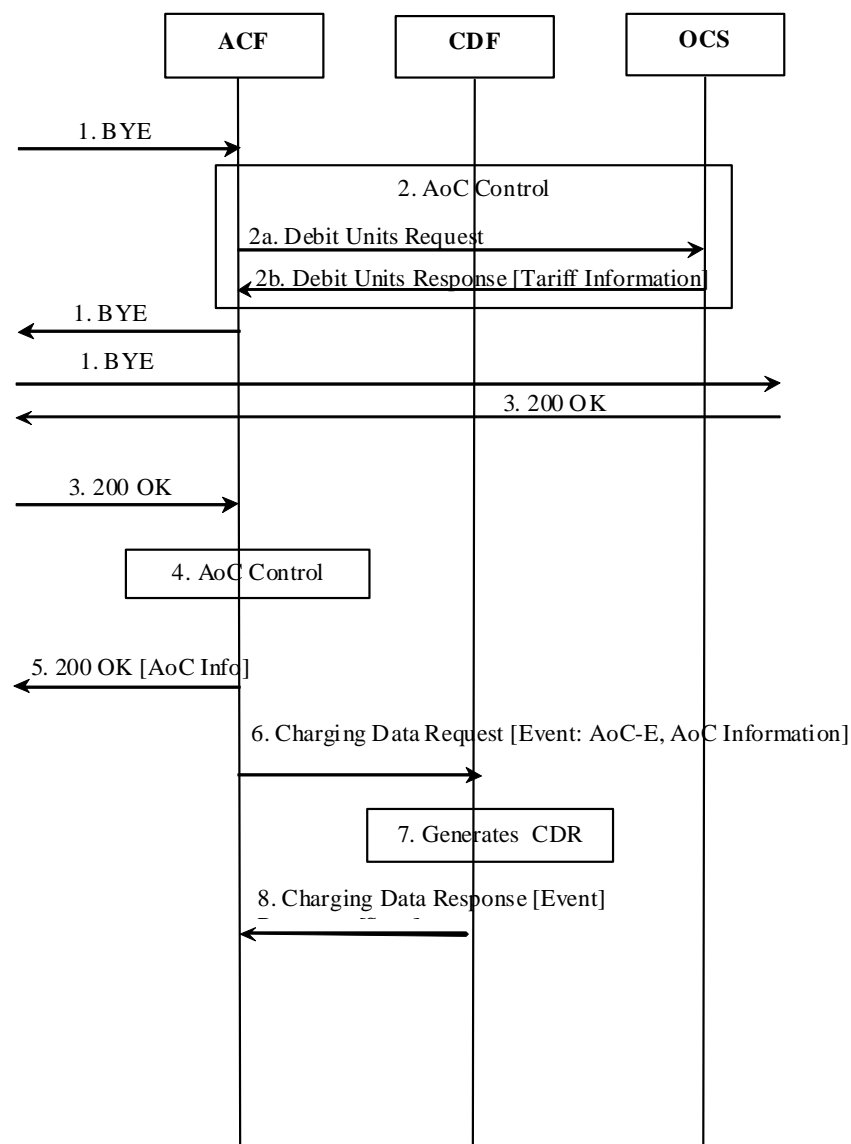 ACF
CDF
OCS
1. BYE
2. AoC Control
2a. Debit Units Request
2b. Debit Units Response [Tariff Information]
1. BYE
1. BYE
3. 200 OK
3. 200 OK
4. AoC Control
5. 200 OK [AoC Info]
6. Charging Data Request [Event: AoC-E, AoC Information]
7. Generates CDR
8. Charging Data Response [Event]